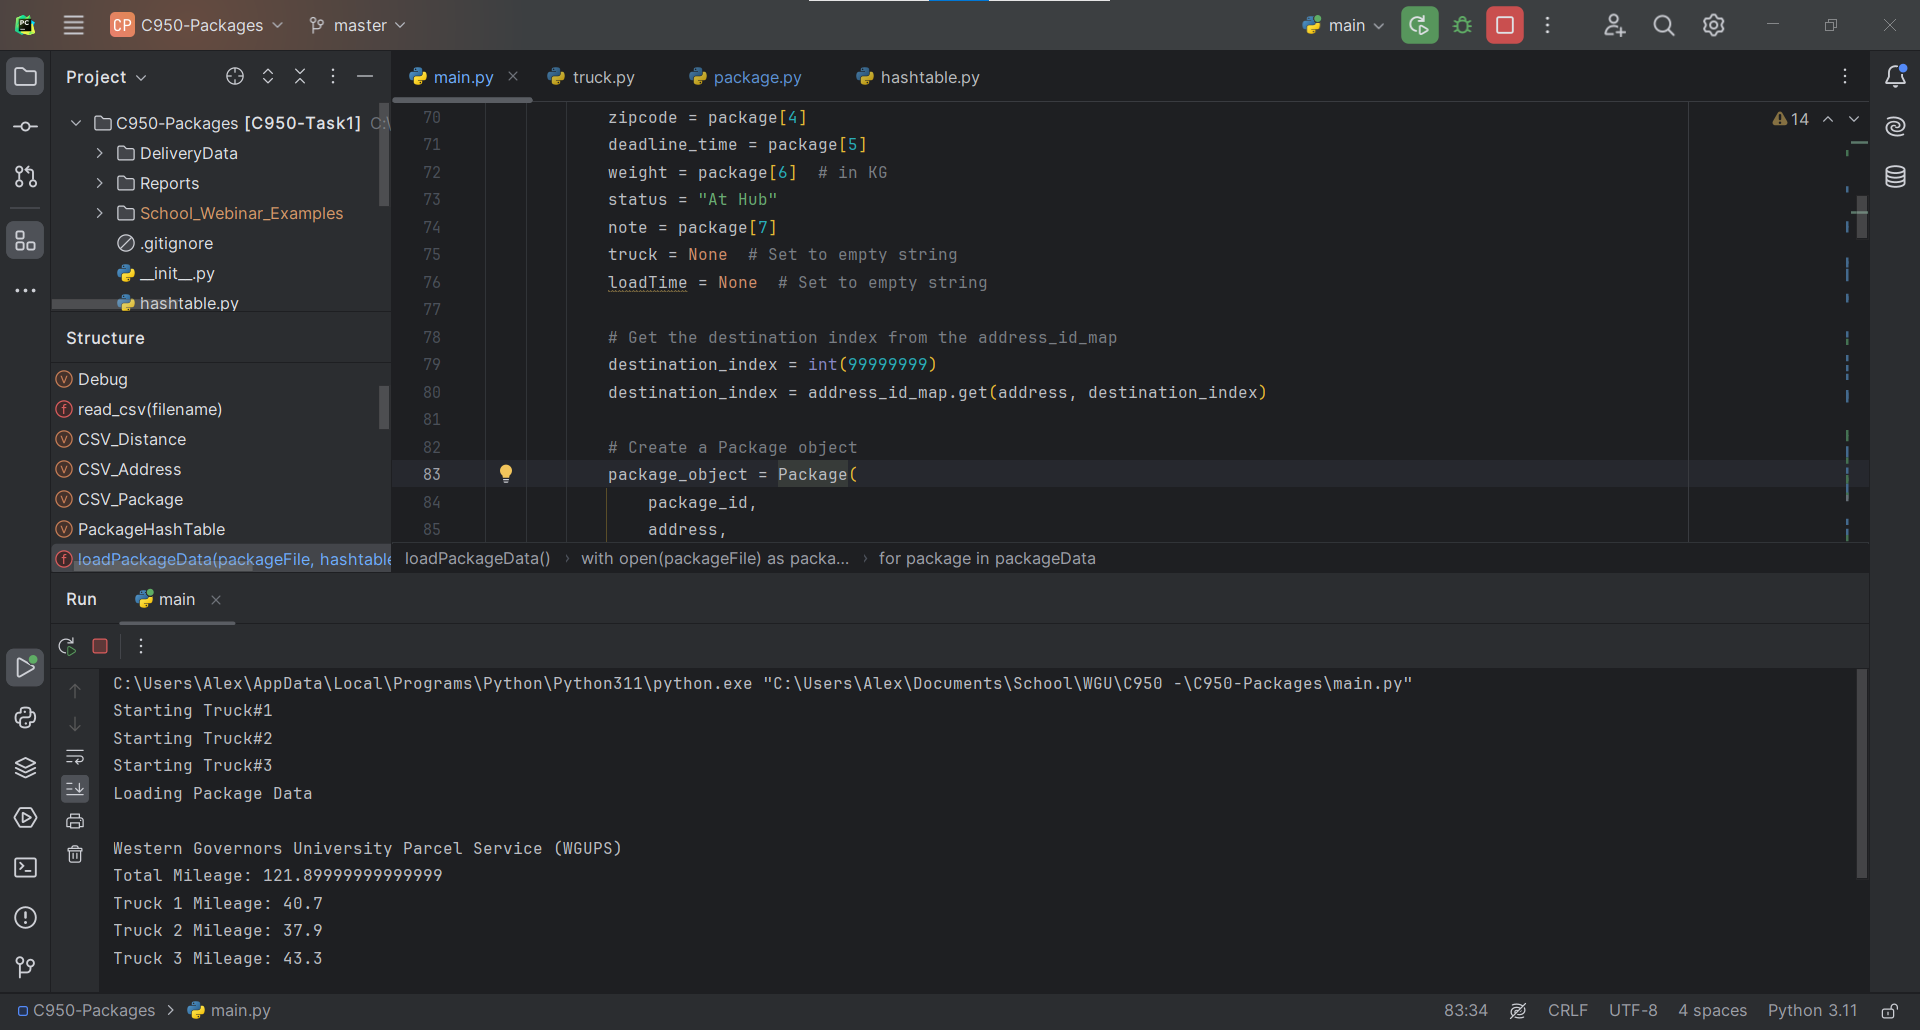 CP C950-Packages master main
Project
main.py truck.py package.py hashtable.py
C950-Packages [C950-Task1] C:\
DeliveryData
Reports
School_Webinar_Examples
.gitignore
__init__.py
hashtable.py
Structure
Debug
read_csv(filename)
CSV_Distance
CSV_Address
CSV_Package
PackageHashTable
loadPackageData(packageFile, hashtable
14
70 zipcode = package[4]
71 deadline_time = package[5]
72 weight = package[6]  # in KG
73 status = "At Hub"
74 note = package[7]
75 truck = None  # Set to empty string
76 loadTime = None  # Set to empty string
77
78 # Get the destination index from the address_id_map
79 destination_index = int(99999999)
80 destination_index = address_id_map.get(address, destination_index)
81
82 # Create a Package object
83 package_object = Package(
84 package_id,
85 address,
loadPackageData() › with open(packageFile) as packa... › for package in packageData
Run main
C:\Users\Alex\AppData\Local\Programs\Python\Python311\python.exe "C:\Users\Alex\Documents\School\WGU\C950 -\C950-Packages\main.py"
Starting Truck#1
Starting Truck#2
Starting Truck#3
Loading Package Data
Western Governors University Parcel Service (WGUPS)
Total Mileage: 121.89999999999999
Truck 1 Mileage: 40.7
Truck 2 Mileage: 37.9
Truck 3 Mileage: 43.3
C950-Packages > main.py
83:34 CRLF UTF-8 4 spaces Python 3.11